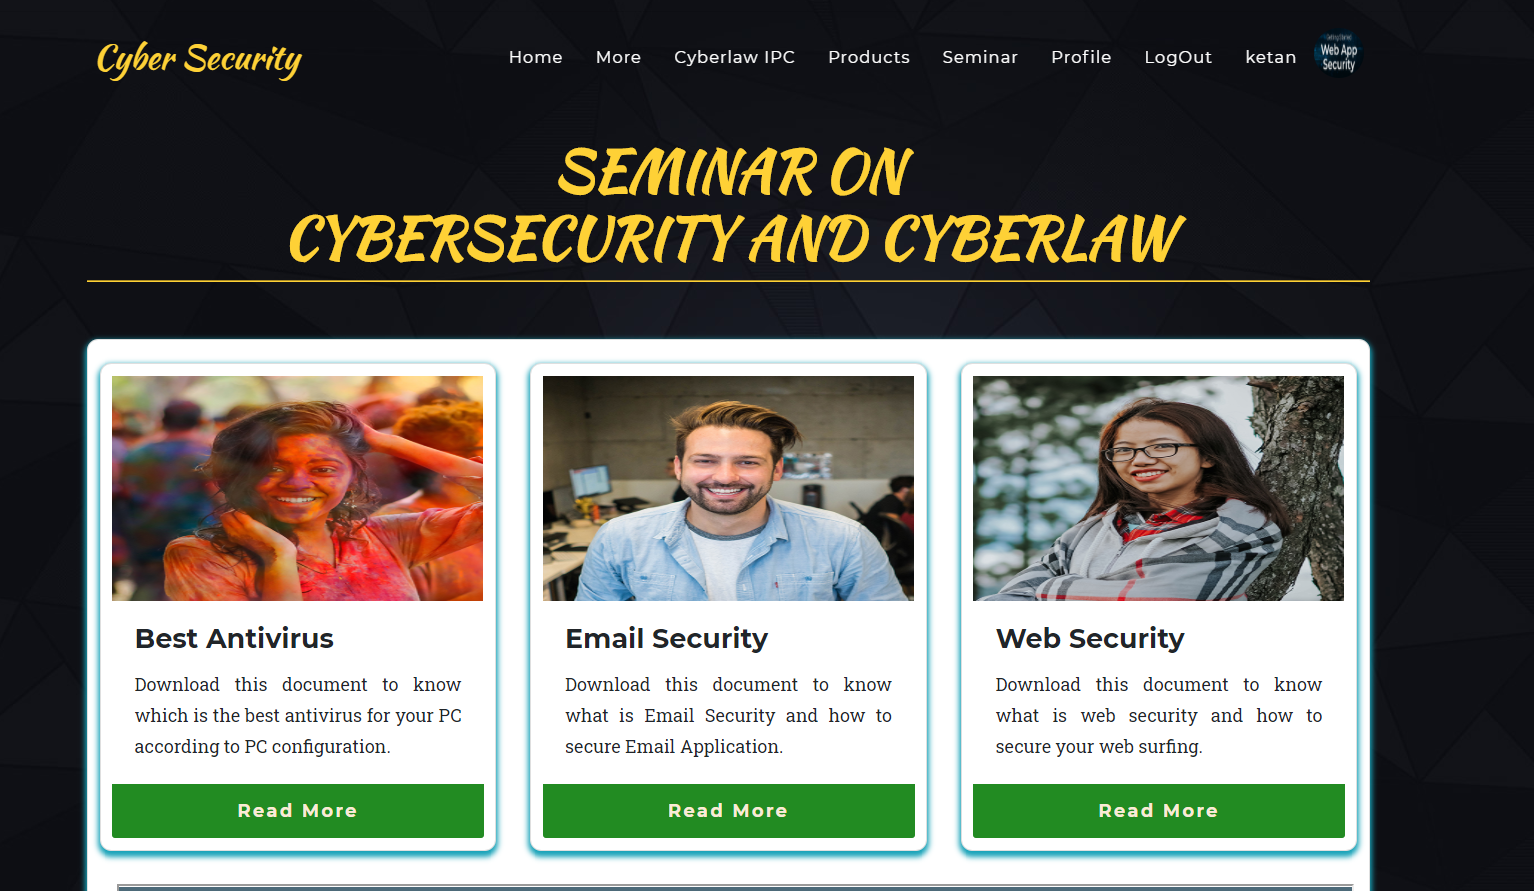 Cyber Security
Home More Cyberlaw IPC Products Seminar Profile LogOut ketan
Getting Started
Web App
Security
SEMINAR ON
CYBERSECURITY AND CYBERLAW
Best Antivirus
Download this document to know
which is the best antivirus for your PC
according to PC configuration.
Read More
Email Security
Download this document to know
what is Email Security and how to
secure Email Application.
Read More
Web Security
Download this document to know
what is web security and how to
secure your web surfing.
Read More